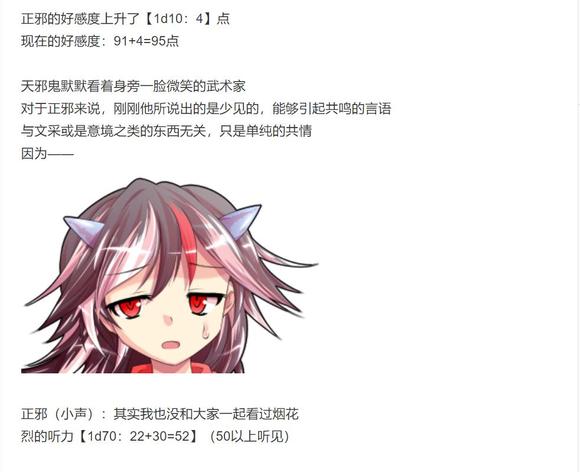 正邪的好感度上升了【1d10：4】点
现在的好感度：91+4=95点
天邪鬼默默看着身旁一脸微笑的武术家
对于正邪来说，刚刚他所说出的是少见的，能够引起共鸣的言语
与文采或是意境之类的东西无关，只是单纯的共情
因为——
正邪（小声）：其实我也没和大家一起看过烟花
烈的听力【1d70：22+30=52】（50以上听见）